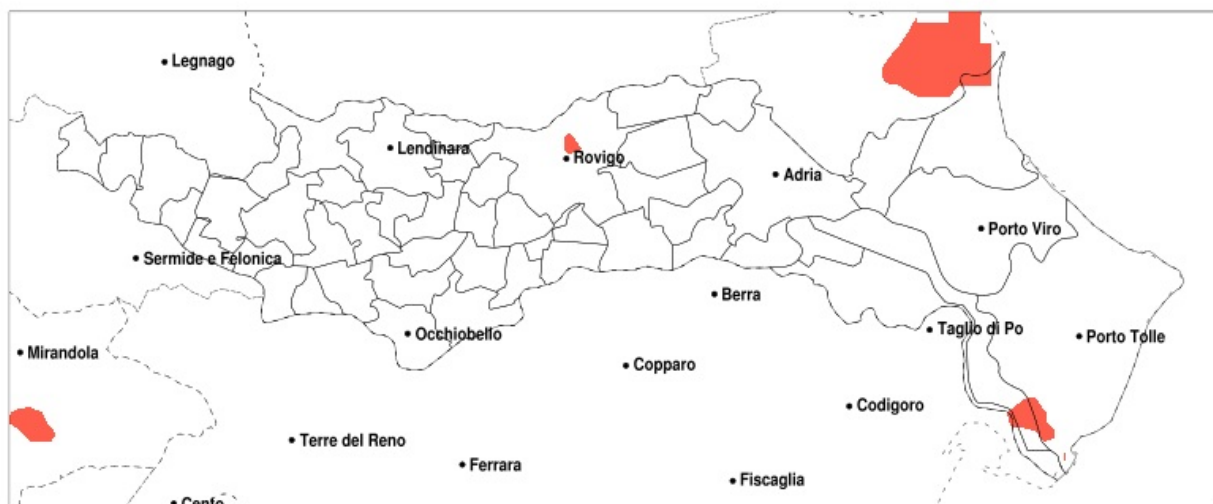 Legnago
Lendinara
Rovigo
Adria
Porto Viro
Sermide e Felonica
Berra
Occhiobello
Taglio di Po
Porto Tolle
Mirandola
Copparo
Codigoro
Terre del Reno
Ferrara
Fiscaglia
Cento